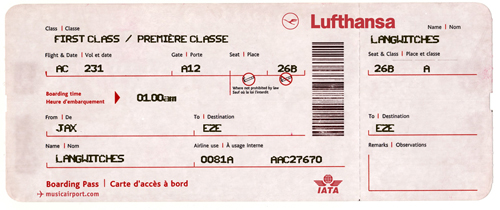 Class | Classe
FIRST CLASS / PREMIÈRE CLASSE
Lufthansa
Name | Nom
LANGWITCHES
Flight & Date | Vol et date
Gate | Porte
Seat | Place
Seat & Class | Place et classe
AC 231
A12
26B
26B A
Where not prohibited by law
Sauf où la loi l'interdit
Boarding time
Heure d'embarquement
01.00am
From | De
To | Destination
To | Destination
JAX
EZE
EZE
Name | Nom
Airline use | À usage interne
Remarks | Observations
LANGWITCHES
0081A
AAC27670
Boarding Pass | Carte d'accès à bord
musicairport.com
IATA